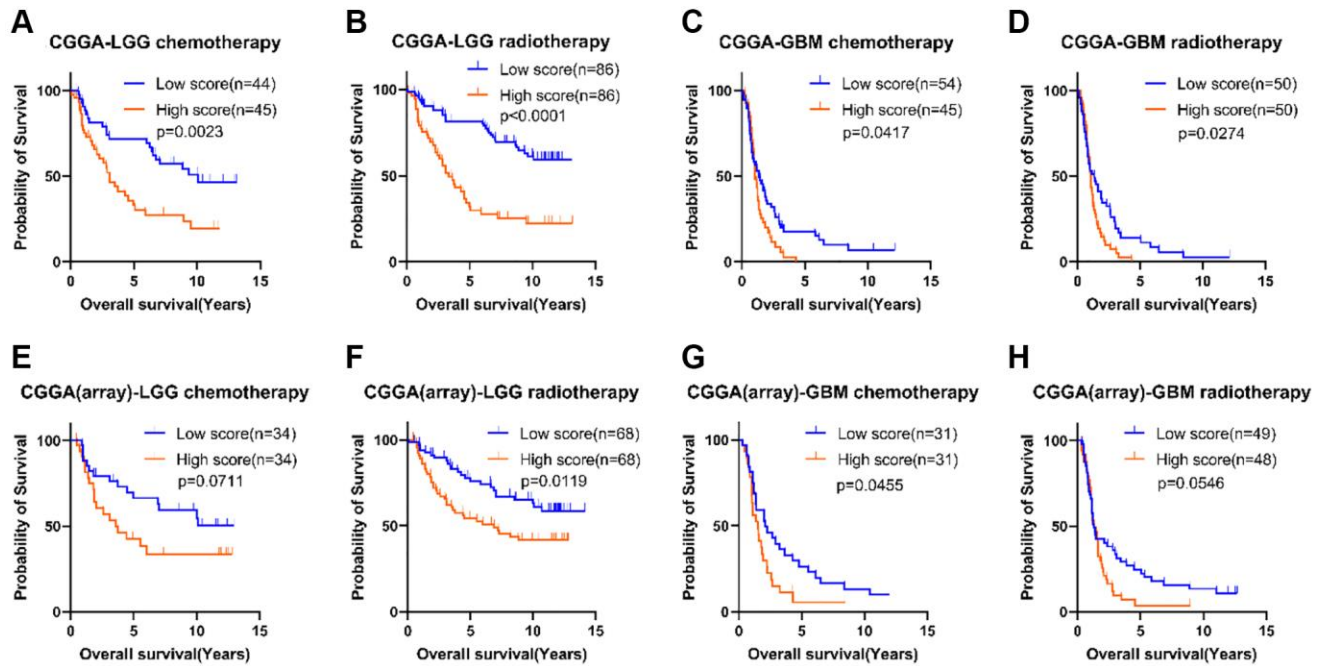 A
CGGA-LGG chemotherapy
Low score(n=44)
High score(n=45)
p=0.0023
Probability of Survival
100
50
0
0 5 10 15
Overall survival(Years)
B
CGGA-LGG radiotherapy
Low score(n=86)
High score(n=86)
p<0.0001
Probability of Survival
100
50
0
0 5 10 15
Overall survival(Years)
C
CGGA-GBM chemotherapy
Low score(n=54)
High score(n=45)
p=0.0417
Probability of Survival
100
50
0
0 5 10 15
Overall survival(Years)
D
CGGA-GBM radiotherapy
Low score(n=50)
High score(n=50)
p=0.0274
Probability of Survival
100
50
0
0 5 10 15
Overall survival(Years)
E
CGGA(array)-LGG chemotherapy
Low score(n=34)
High score(n=34)
p=0.0711
Probability of Survival
100
50
0
0 5 10 15
Overall survival(Years)
F
CGGA(array)-LGG radiotherapy
Low score(n=68)
High score(n=68)
p=0.0119
Probability of Survival
100
50
0
0 5 10 15
Overall survival(Years)
G
CGGA(array)-GBM chemotherapy
Low score(n=31)
High score(n=31)
p=0.0455
Probability of Survival
100
50
0
0 5 10 15
Overall survival(Years)
H
CGGA(array)-GBM radiotherapy
Low score(n=49)
High score(n=48)
p=0.0546
Probability of Survival
100
50
0
0 5 10 15
Overall survival(Years)